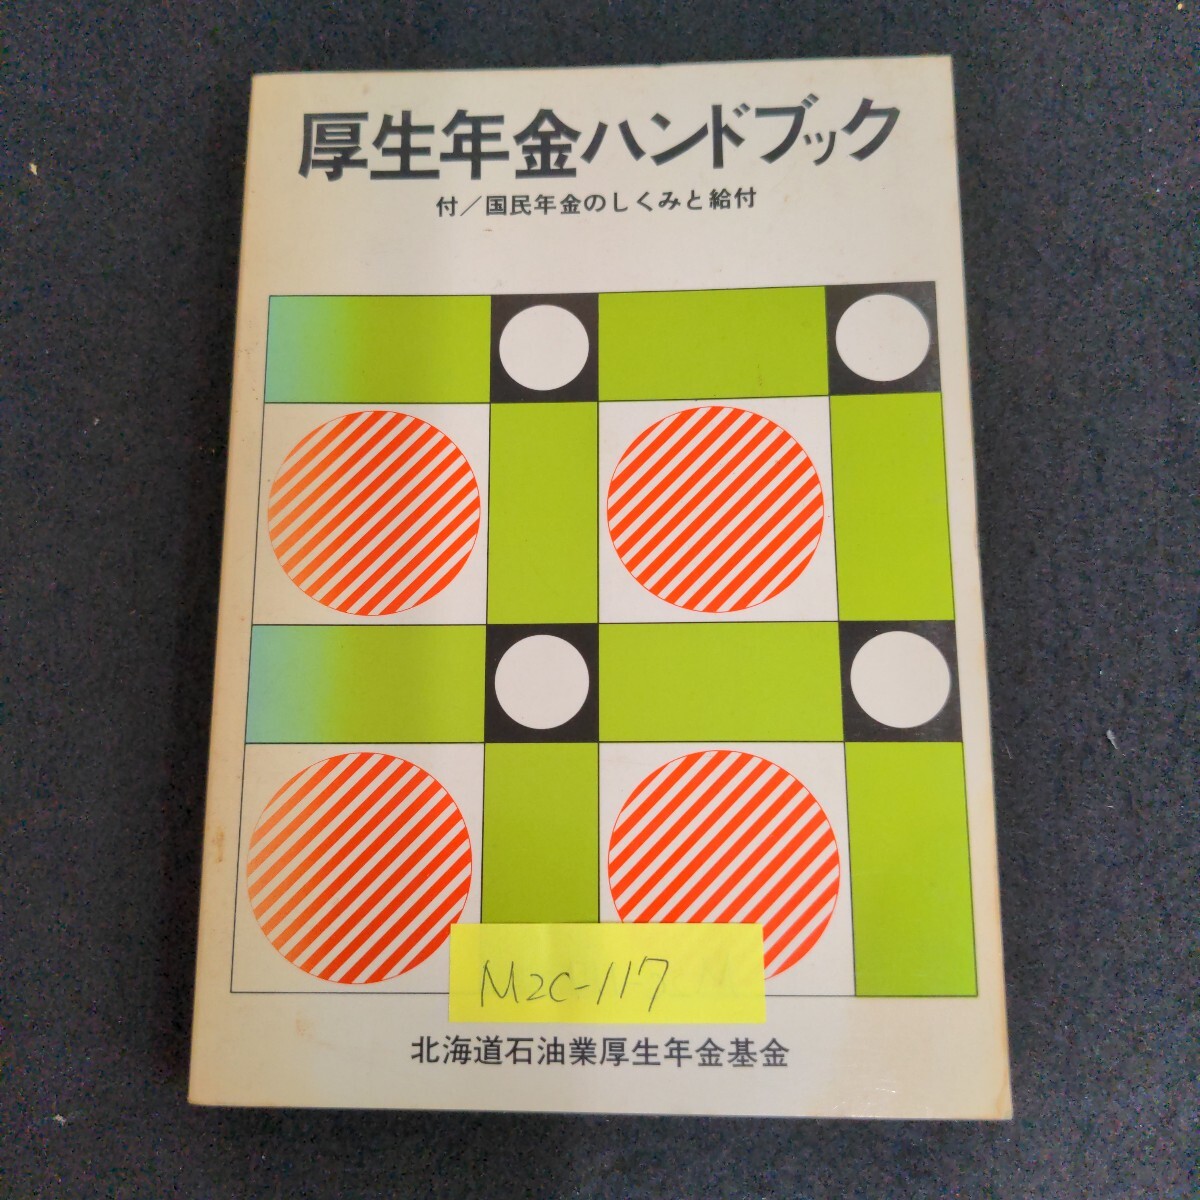 厚生年金ハンドブック
付／国民年金のしくみと給付
M2C-117
北海道石油業厚生年金基金